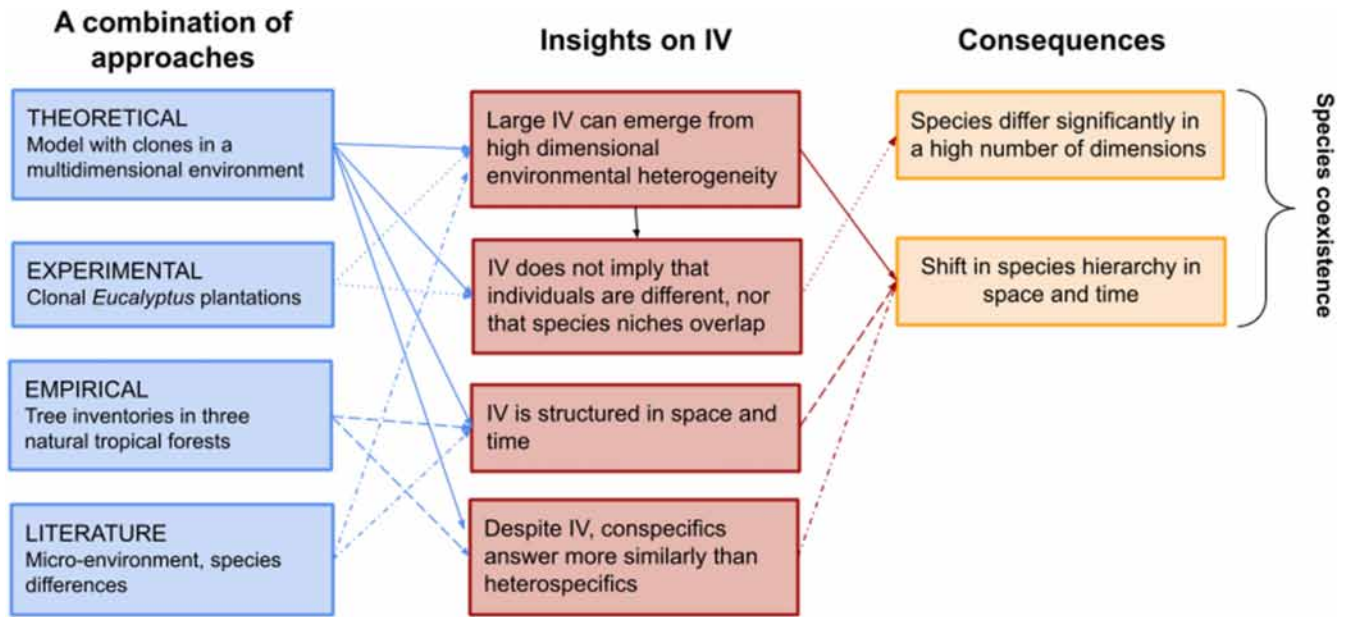 A combination of
approaches
Insights on IV
Consequences
THEORETICAL
Model with clones in a
multidimensional environment
EXPERIMENTAL
Clonal Eucalyptus plantations
EMPIRICAL
Tree inventories in three
natural tropical forests
LITERATURE
Micro-environment, species
differences
Large IV can emerge from
high dimensional
environmental heterogeneity
IV does not imply that
individuals are different, nor
that species niches overlap
IV is structured in space and
time
Despite IV, conspecifics
answer more similarly than
heterospecifics
Species differ significantly in
a high number of dimensions
Shift in species hierarchy in
space and time
Species coexistence